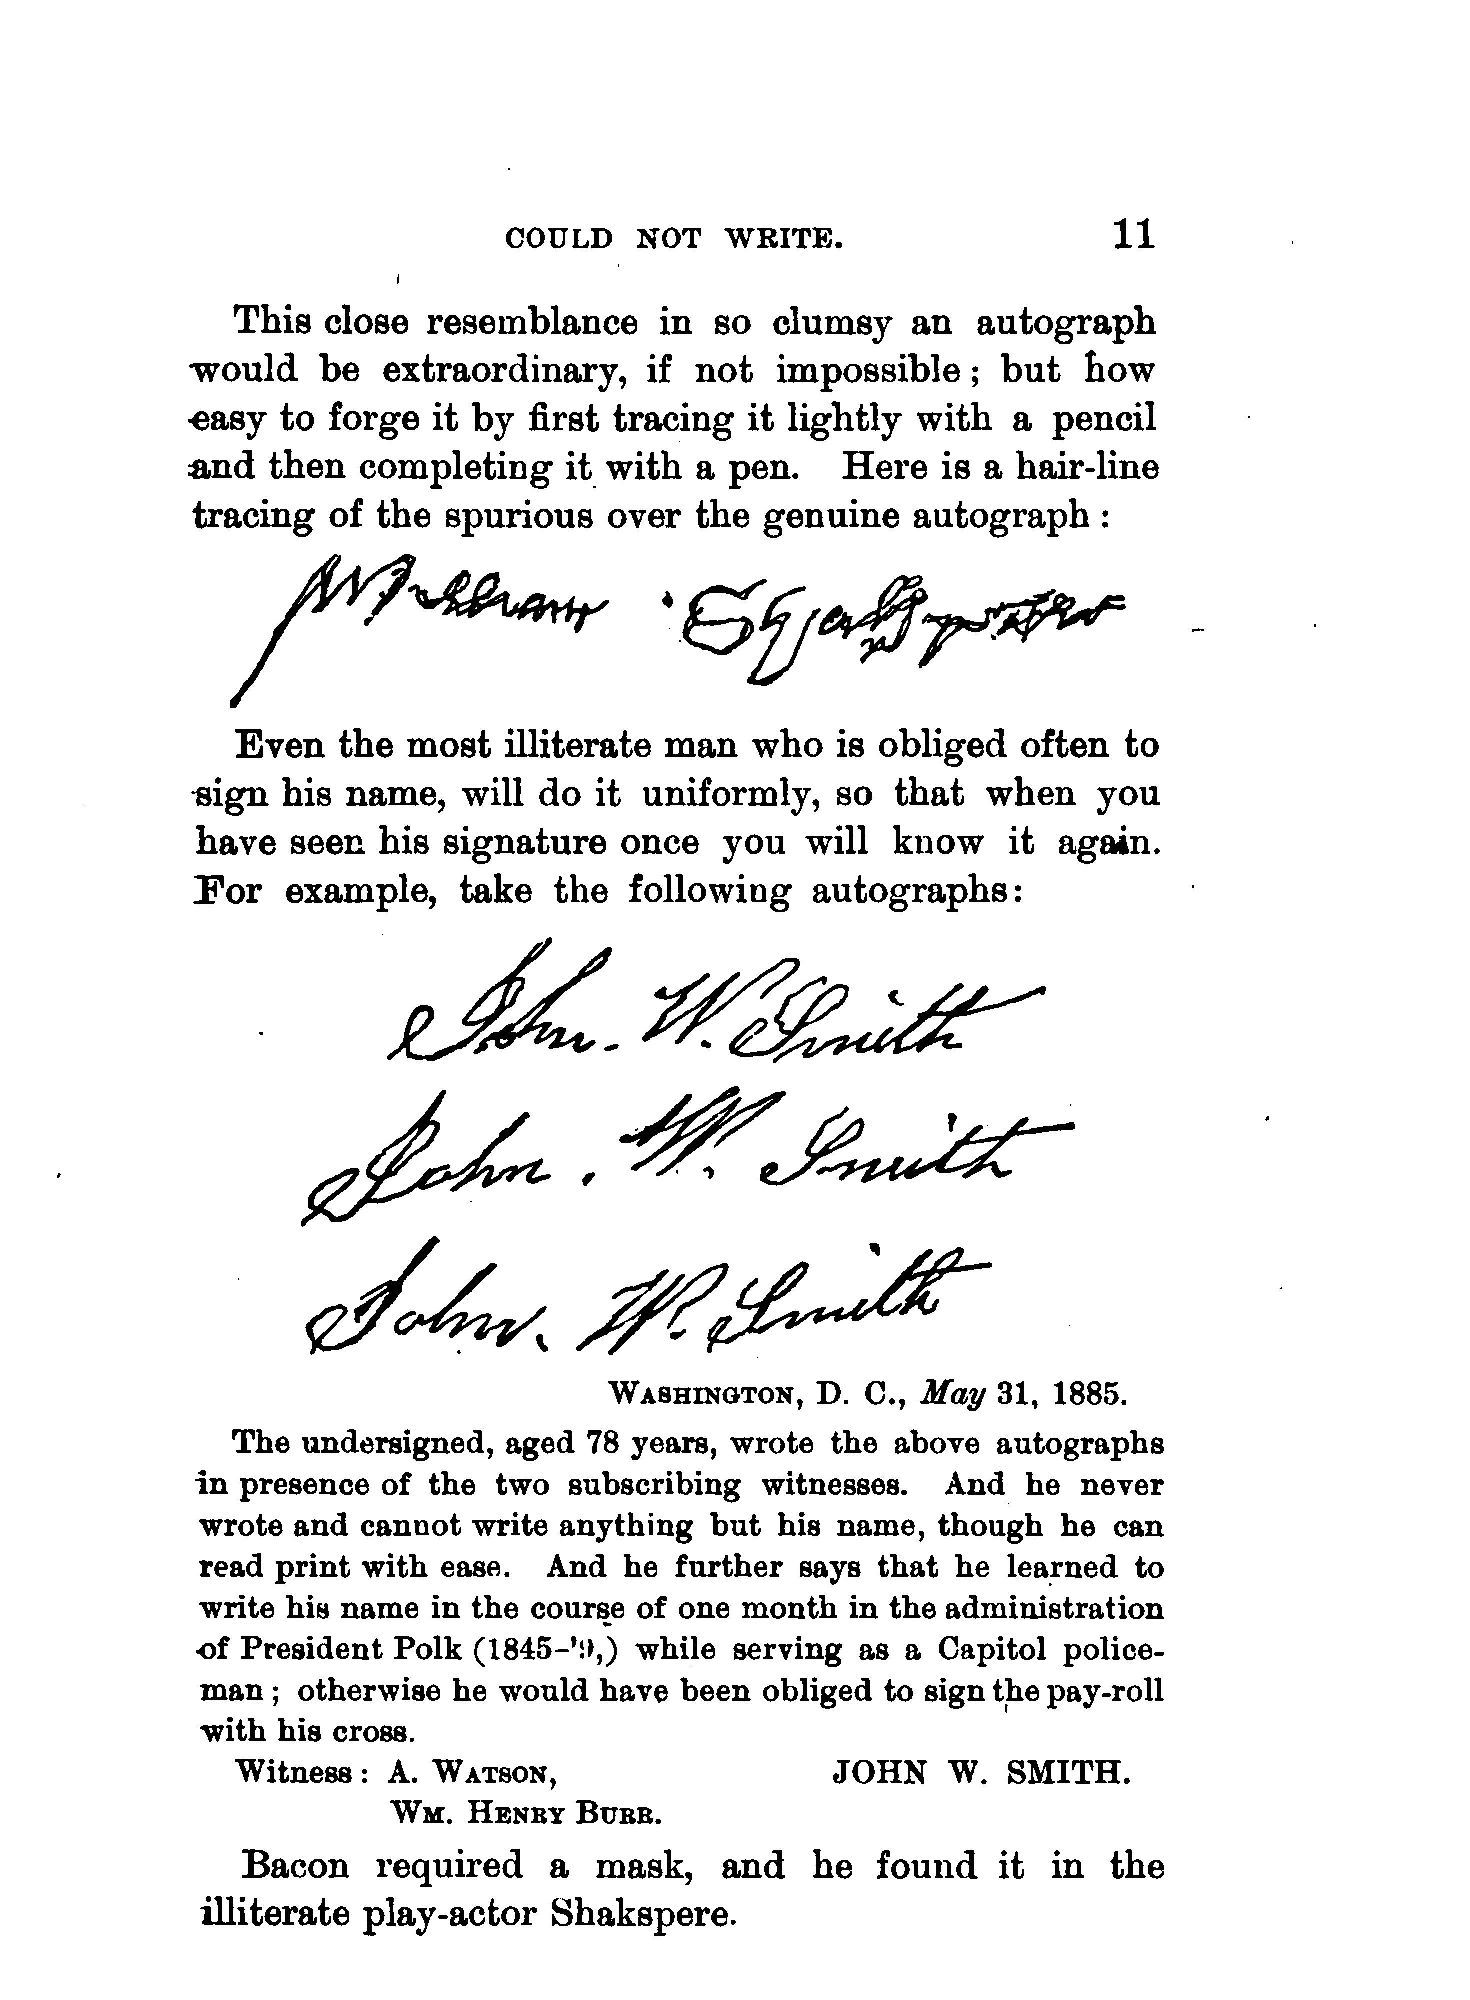 COULD NOT WRITE. 11
This close resemblance in so clumsy an autograph
would be extraordinary, if not impossible; but how
easy to forge it by first tracing it lightly with a pencil
and then completing it with a pen. Here is a hair-line
tracing of the spurious over the genuine autograph:
William Shakspere
Even the most illiterate man who is obliged often to
sign his name, will do it uniformly, so that when you
have seen his signature once you will know it again.
For example, take the following autographs:
John. W. Smith
John. W. Smith
John. W. Smith
WASHINGTON, D. C., May 31, 1885.
The undersigned, aged 78 years, wrote the above autographs
in presence of the two subscribing witnesses. And he never
wrote and cannot write anything but his name, though he can
read print with ease. And he further says that he learned to
write his name in the course of one month in the administration
of President Polk (1845-'9,) while serving as a Capitol police-
man; otherwise he would have been obliged to sign the pay-roll
with his cross.
Witness: A. WATSON, JOHN W. SMITH.
WM. HENRY BURR.
Bacon required a mask, and he found it in the
illiterate play-actor Shakspere.